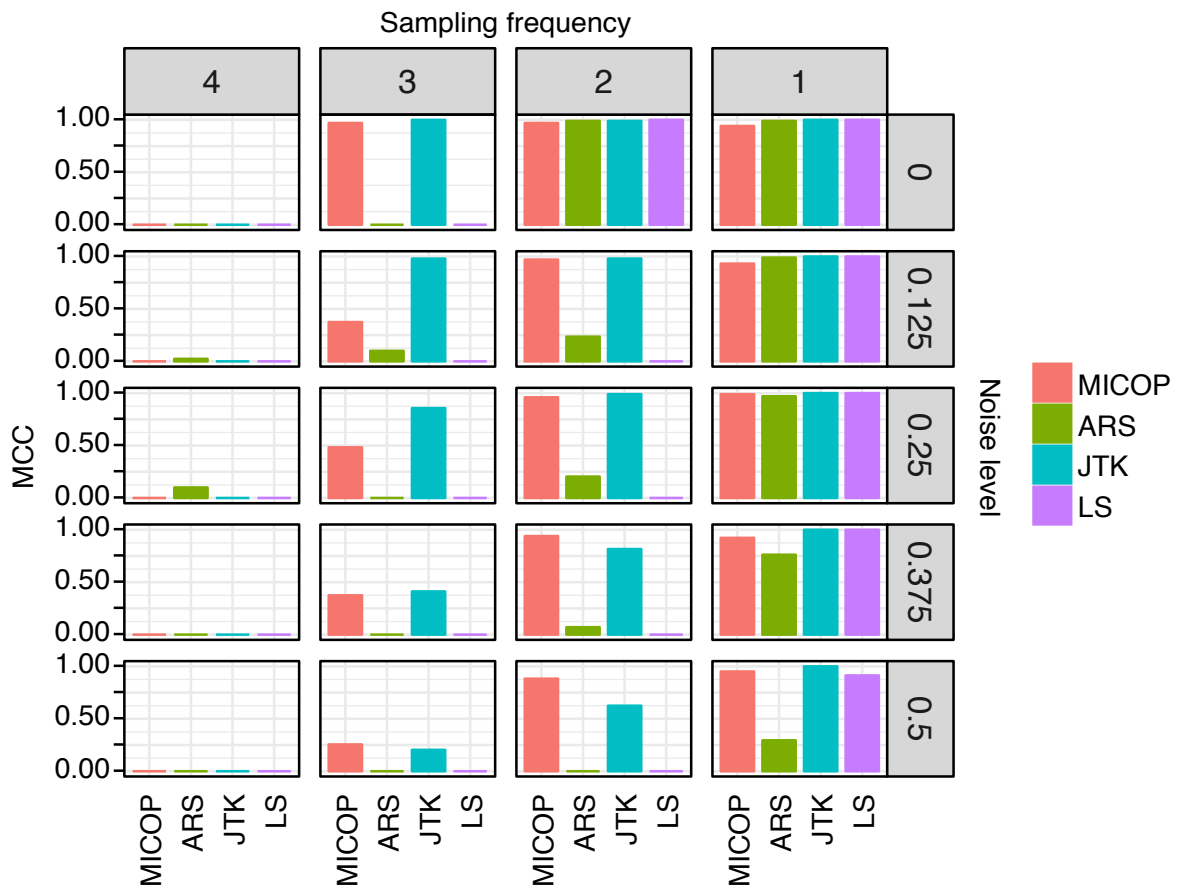 Sampling frequency
4 3 2 1
MCC
1.00
0.50
0.00
0
1.00
0.50
0.00
0.125
1.00
0.50
0.00
0.25
1.00
0.50
0.00
0.375
1.00
0.50
0.00
0.5
Noise level
MICOP ARS JTK LS MICOP ARS JTK LS MICOP ARS JTK LS MICOP ARS JTK LS
MICOP
ARS
JTK
LS